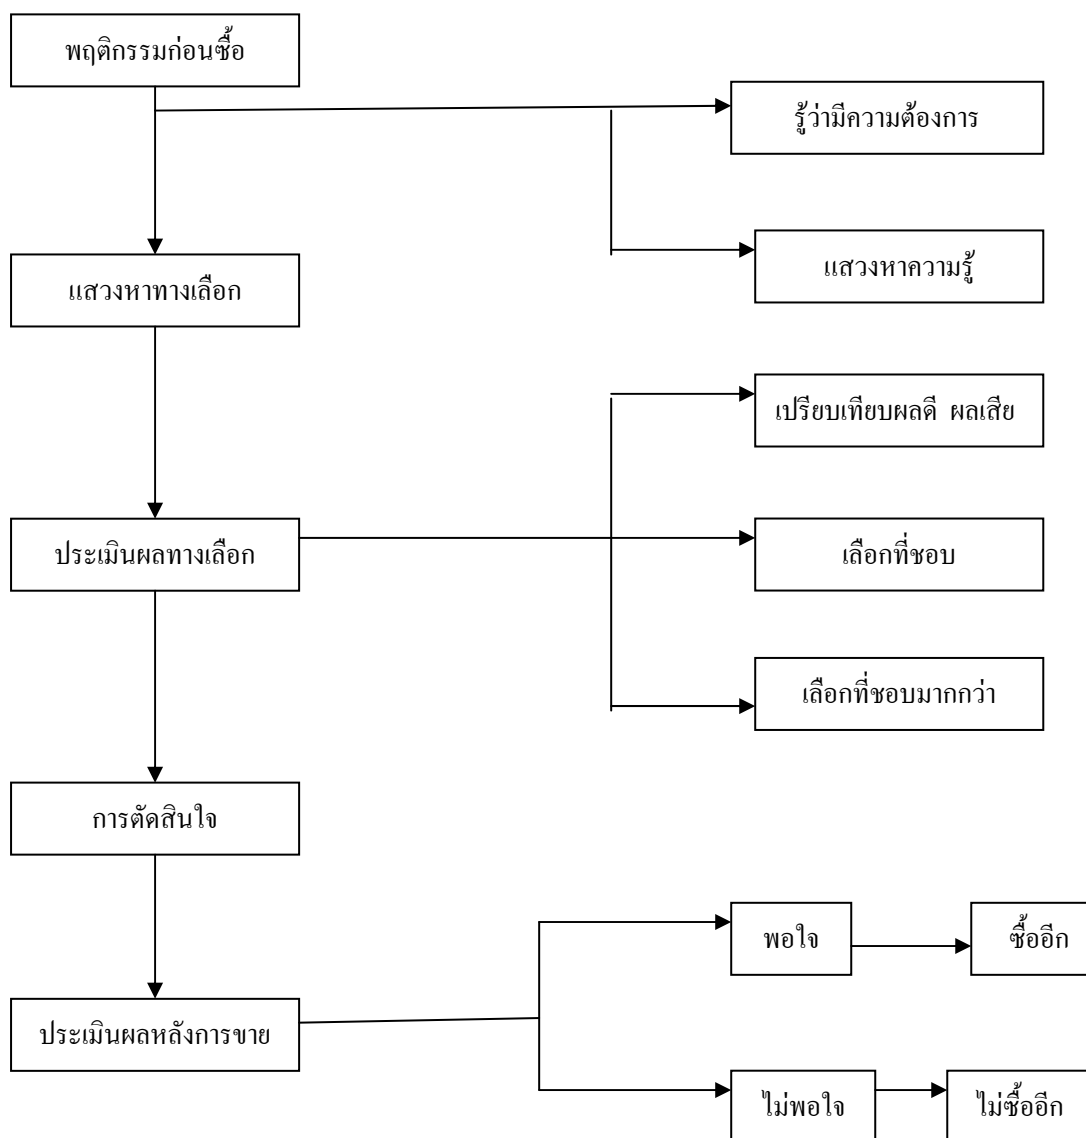 พฤติกรรมก่อนซื้อ
รู้ว่ามีความต้องการ
แสวงหาความรู้
แสวงหาทางเลือก
เปรียบเทียบผลดี ผลเสีย
ประเมินผลทางเลือก
เลือกที่ชอบ
เลือกที่ชอบมากกว่า
การตัดสินใจ
พอใจ
ซื้ออีก
ประเมินผลหลังการขาย
ไม่พอใจ
ไม่ซื้ออีก